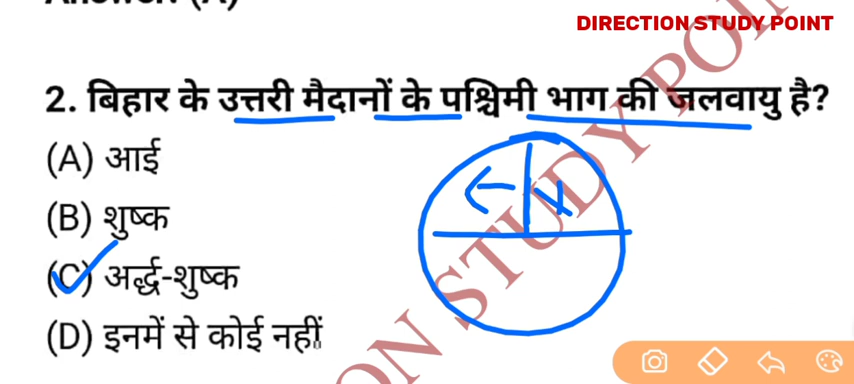 DIRECTION STUDY POINT
2. बिहार के उत्तरी मैदानों के पश्चिमी भाग की जलवायु है?
(A) आई
(B) शुष्क
(C) अर्द्ध-शुष्क
(D) इनमें से कोई नहीं